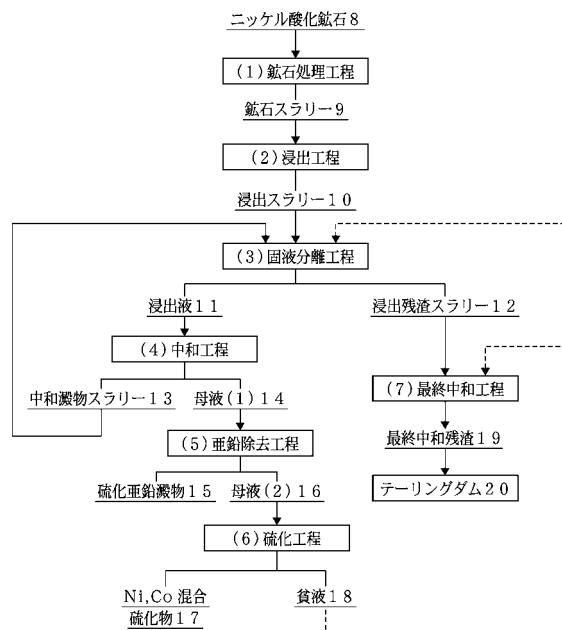 ニッケル酸化鉱石8
(1)鉱石処理工程
鉱石スラリー9
(2)浸出工程
浸出スラリー10
(3)固液分離工程
浸出液11
浸出残渣スラリー12
(4)中和工程
(7)最終中和工程
中和澱物スラリー13
母液(1)14
最終中和残渣19
(5)亜鉛除去工程
硫化亜鉛澱物15
母液(2)16
テーリングダム20
(6)硫化工程
Ni,Co混合
硫化物17
貧液18